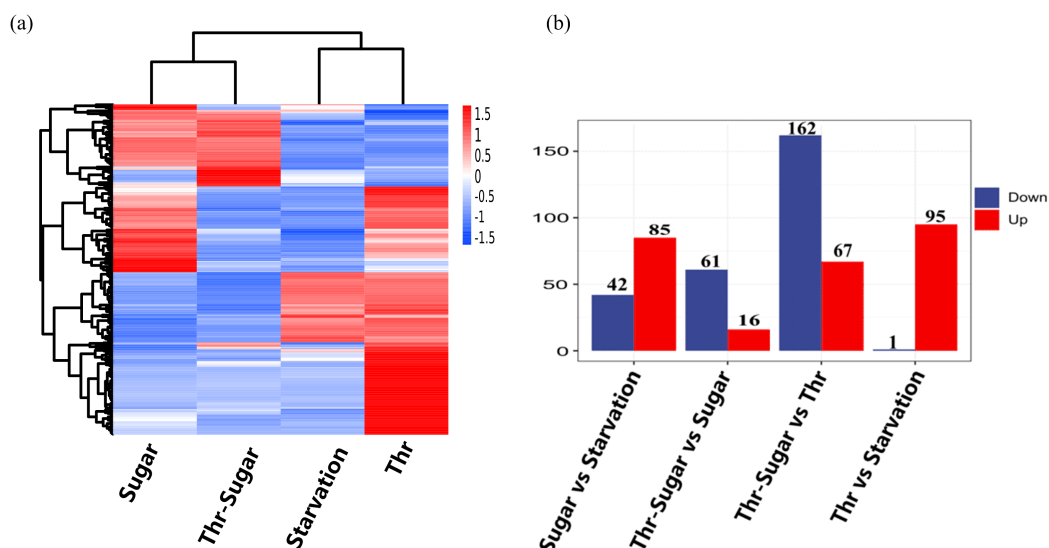 (a)
(b)
1.5
1
0.5
0
-0.5
-1
-1.5
Sugar
Thr-Sugar
Starvation
Thr
150
100
50
0
42
85
61
16
162
67
1
95
Down
Up
Sugar vs Starvation
Thr-Sugar vs Sugar
Thr-Sugar vs Thr
Thr vs Starvation